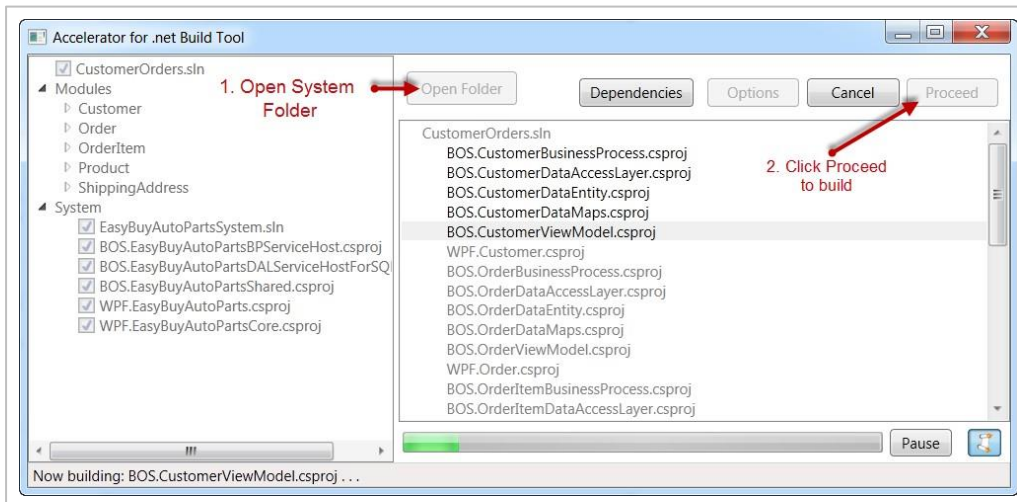 Accelerator for .net Build Tool
CustomerOrders.sln
Modules
Customer
Order
OrderItem
Product
ShippingAddress
System
EasyBuyAutoPartsSystem.sln
BOS.EasyBuyAutoPartsBPServiceHost.csproj
BOS.EasyBuyAutoPartsDALServiceHostForSQ
BOS.EasyBuyAutoPartsShared.csproj
WPF.EasyBuyAutoParts.csproj
WPF.EasyBuyAutoPartsCore.csproj
1. Open System
Folder
Open Folder
Dependencies
Options
Cancel
Proceed
2. Click Proceed
to build
CustomerOrders.sln
BOS.CustomerBusinessProcess.csproj
BOS.CustomerDataAccessLayer.csproj
BOS.CustomerDataEntity.csproj
BOS.CustomerDataMaps.csproj
BOS.CustomerViewModel.csproj
WPF.Customer.csproj
BOS.OrderBusinessProcess.csproj
BOS.OrderDataAccessLayer.csproj
BOS.OrderDataEntity.csproj
BOS.OrderDataMaps.csproj
BOS.OrderViewModel.csproj
WPF.Order.csproj
BOS.OrderItemBusinessProcess.csproj
BOS.OrderItemDataAccessLayer.csproj
Pause
Now building: BOS.CustomerViewModel.csproj . . .